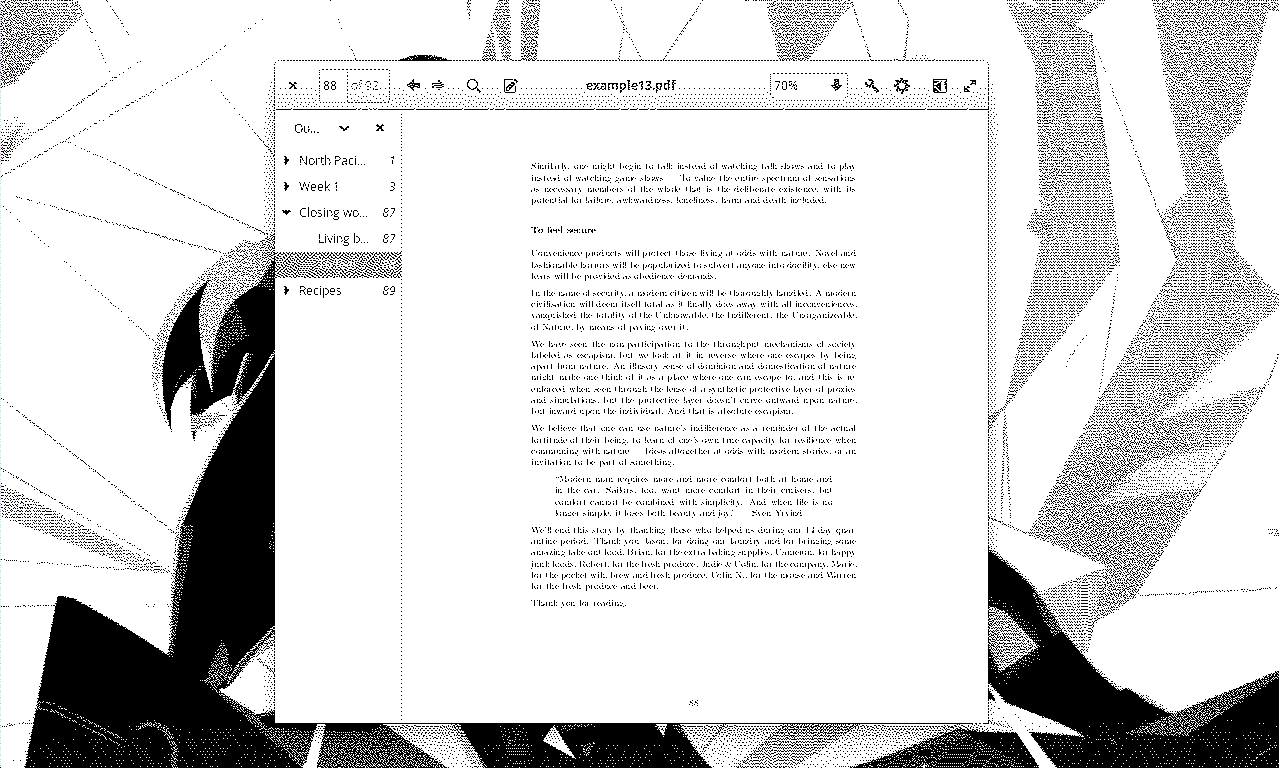 88
of 92
example13.pdf
70%
Ou...
North Paci... 1
Week 1 3
Closing wo... 87
Living b... 87
Recipes 89
Similarly, one might begin to talk instead of watching talk shows and to play
instead of watching game shows — To value the entire spectrum of sensations
as necessary members of the whole that is the deliberate existence, with its
potential for failure, awkwardness, loneliness, harm and death included.
To feel secure
Convenience products will protect those living at odds with nature. Novel and
fashionable horrors will be popularized to subvert anyone into docility, else new
fears will be provided as obedience demands.
In the name of security, a modern citizen will be thoroughly handled. A modern
civilisation will deem itself total as it finally does away with all inconveniences,
vanquished the totality of the Unknowable, the Indifferent, the Unorganizeable,
of Nature, by means of paving over it.
We have seen the non-participation to the throughput mechanisms of society
labeled as escapism, but we look at it in reverse where one escapes by being
apart from nature. An illusory sense of dominion and domestication of nature
might make one think of it as a place where one can escape to, and this is re-
enforced when seen through the lense of a synthetic protective layer of proxies
and simulations, but the protective layer doesn't curve outward upon nature,
but inward upon the individual. And that is absolute escapism.
We believe that one can use nature's indifference as a reminder of the actual
fortitude of their being, to learn of one's own true capacity for resilience when
communing with nature — Ideas altogether at odds with modern stories, or an
invitation to be part of something.
"Modern man requires more and more comfort both at home and
in the car. Sailors, too, want more comfort in their cruisers, but
comfort cannot be combined with simplicity. And when life is no
longer simple, it loses both beauty and joy." — Sven Yrvind
We'll end this story by thanking those who helped us during our 14 day quar-
antine period. Thank you Jason, for doing our laundry and for bringing some
amazing take out food, Brian, for the extra baking supplies, Cameron, for happy
junk foods, Robert, for the fresh produce, Jodie & Colin, for the company, Marie,
for the pocket wifi, brew and fresh produce, Colin N., for the mouse and Warren
for the fresh produce and beer.
Thank you for reading.
88